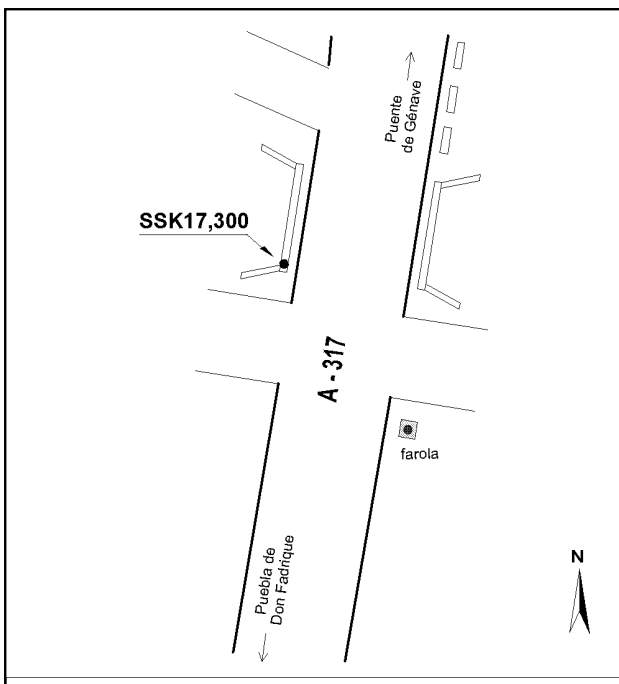 Puente
de Génave
SSK17,300
A - 317
farola
Puebla de
Don Fadrique
N